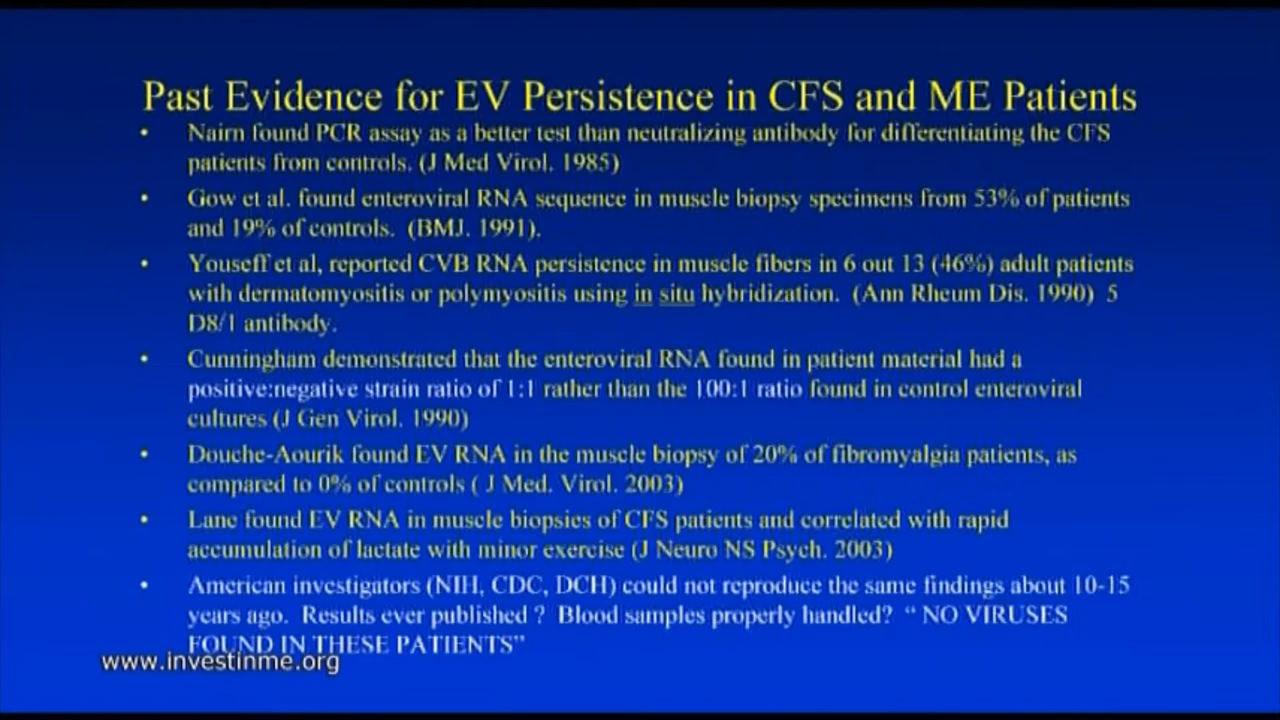 Past Evidence for EV Persistence in CFS and ME Patients
• Nairn found PCR assay as a better test than neutralizing antibody for differentiating the CFS
patients from controls. (J Med Virol. 1985)
• Gow et al. found enteroviral RNA sequence in muscle biopsy specimens from 53% of patients
and 19% of controls. (BMJ. 1991).
• Youseff et al, reported CVB RNA persistence in muscle fibers in 6 out 13 (46%) adult patients
with dermatomyositis or polymyositis using in situ hybridization. (Ann Rheum Dis. 1990) 5
D8/1 antibody.
• Cunningham demonstrated that the enteroviral RNA found in patient material had a
positive:negative strain ratio of 1:1 rather than the 100:1 ratio found in control enteroviral
cultures (J Gen Virol. 1990)
• Douche-Aourik found EV RNA in the muscle biopsy of 20% of fibromyalgia patients, as
compared to 0% of controls ( J Med. Virol. 2003)
• Lane found EV RNA in muscle biopsies of CFS patients and correlated with rapid
accumulation of lactate with minor exercise (J Neuro NS Psych. 2003)
• American investigators (NIH, CDC, DCH) could not reproduce the same findings about 10-15
years ago. Results ever published ? Blood samples properly handled? “ NO VIRUSES
FOUND IN THESE PATIENTS”
www.investinme.org